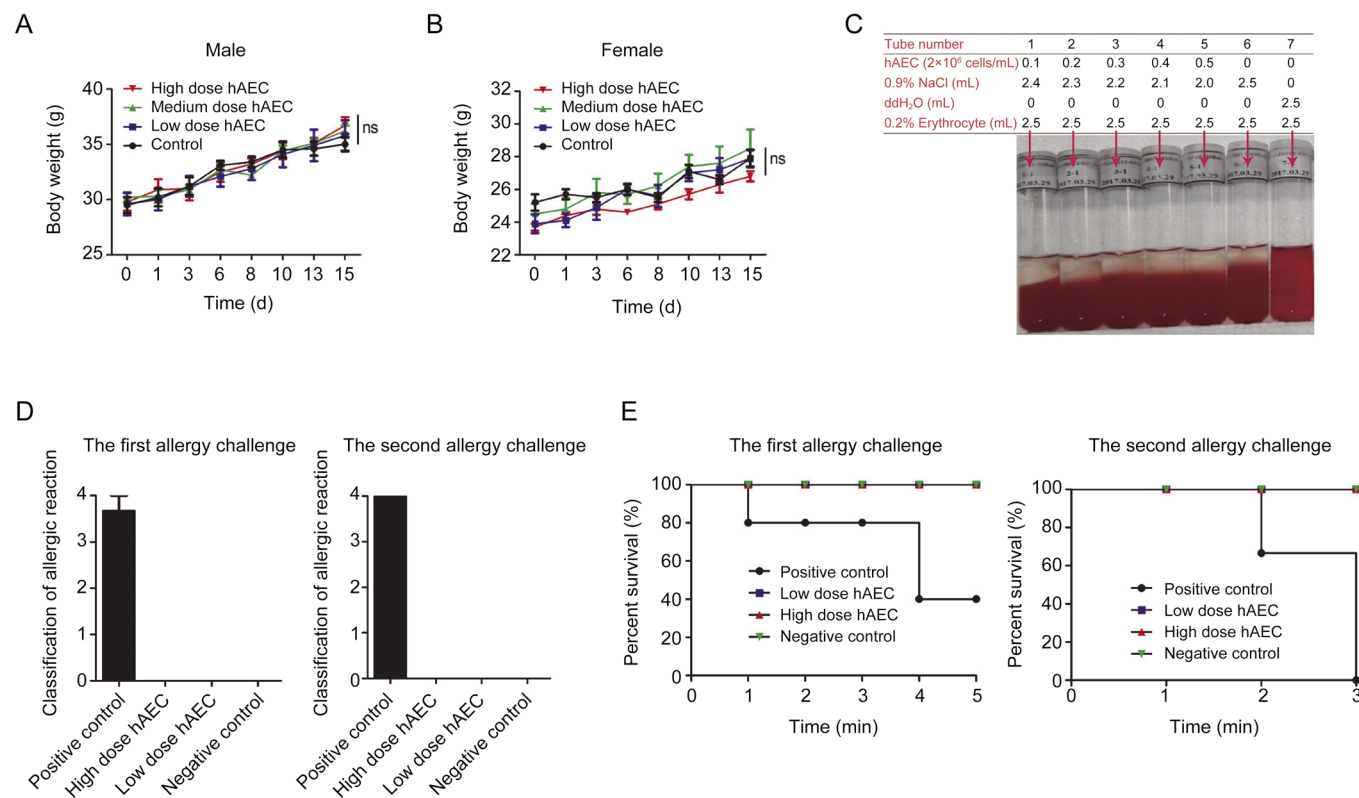 A
Male
Body weight (g)
40
35
30
25
High dose hAEC
Medium dose hAEC
Low dose hAEC
Control
ns
0 1 3 6 8 10 13 15
Time (d)
B
Female
Body weight (g)
32
30
28
26
24
22
High dose hAEC
Medium dose hAEC
Low dose hAEC
Control
ns
0 1 3 6 8 10 13 15
Time (d)
C
Tube number 1 2 3 4 5 6 7
hAEC (2×10⁶ cells/mL) 0.1 0.2 0.3 0.4 0.5 0 0
0.9% NaCl (mL) 2.4 2.3 2.2 2.1 2.0 2.5 0
ddH₂O (mL) 0 0 0 0 0 0 2.5
0.2% Erythrocyte (mL) 2.5 2.5 2.5 2.5 2.5 2.5 2.5
2-1
3-1
2017.03.29
D
The first allergy challenge
Classification of allergic reaction
4
3
2
1
0
Positive control
High dose hAEC
Low dose hAEC
Negative control
The second allergy challenge
Classification of allergic reaction
4
3
2
1
0
Positive control
High dose hAEC
Low dose hAEC
Negative control
E
The first allergy challenge
Percent survival (%)
100
80
60
40
20
0
Positive control
Low dose hAEC
High dose hAEC
Negative control
0 1 2 3 4 5
Time (min)
The second allergy challenge
Percent survival (%)
100
80
60
40
20
0
Positive control
Low dose hAEC
High dose hAEC
Negative control
0 1 2 3
Time (min)